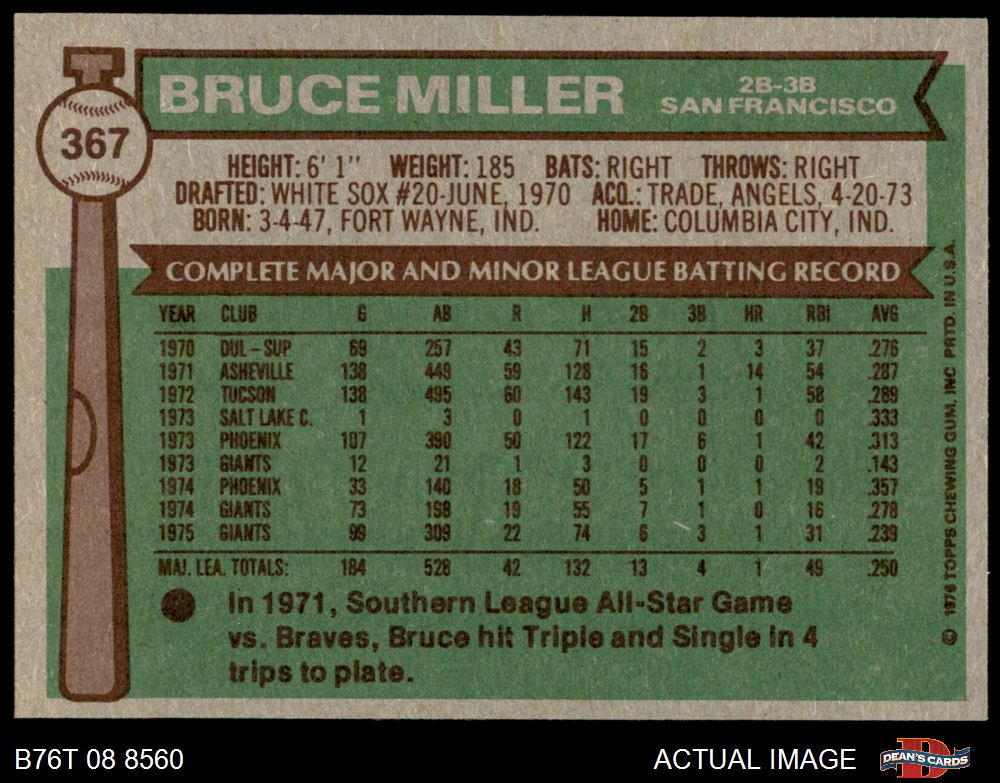 BRUCE MILLER
2B-3B
SAN FRANCISCO
367
HEIGHT: 6' 1'' WEIGHT: 185 BATS: RIGHT THROWS: RIGHT
DRAFTED: WHITE SOX #20-JUNE, 1970 ACQ.: TRADE, ANGELS, 4-20-73
BORN: 3-4-47, FORT WAYNE, IND. HOME: COLUMBIA CITY, IND.
COMPLETE MAJOR AND MINOR LEAGUE BATTING RECORD
YEAR CLUB G AB R H 2B 3B HR RBI AVG
1970 DUL-SUP 69 257 43 71 15 2 3 37 .276
1971 ASHEVILLE 138 449 59 128 16 1 14 54 .287
1972 TUCSON 138 495 60 143 19 3 1 58 .289
1973 SALT LAKE C. 1 3 0 1 0 0 0 0 .333
1973 PHOENIX 107 390 50 122 17 6 1 42 .313
1973 GIANTS 12 21 1 3 0 0 0 2 .143
1974 PHOENIX 33 140 18 50 5 1 1 19 .357
1974 GIANTS 73 198 19 55 7 1 0 16 .278
1975 GIANTS 99 309 22 74 6 3 1 31 .239
MAJ. LEA. TOTALS: 184 528 42 132 13 4 1 49 .250
In 1971, Southern League All-Star Game
vs. Braves, Bruce hit Triple and Single in 4
trips to plate.
© 1976 TOPPS CHEWING GUM, INC PRTD. IN U.S.A.
B76T 08 8560
ACTUAL IMAGE
DEAN'S CARDS